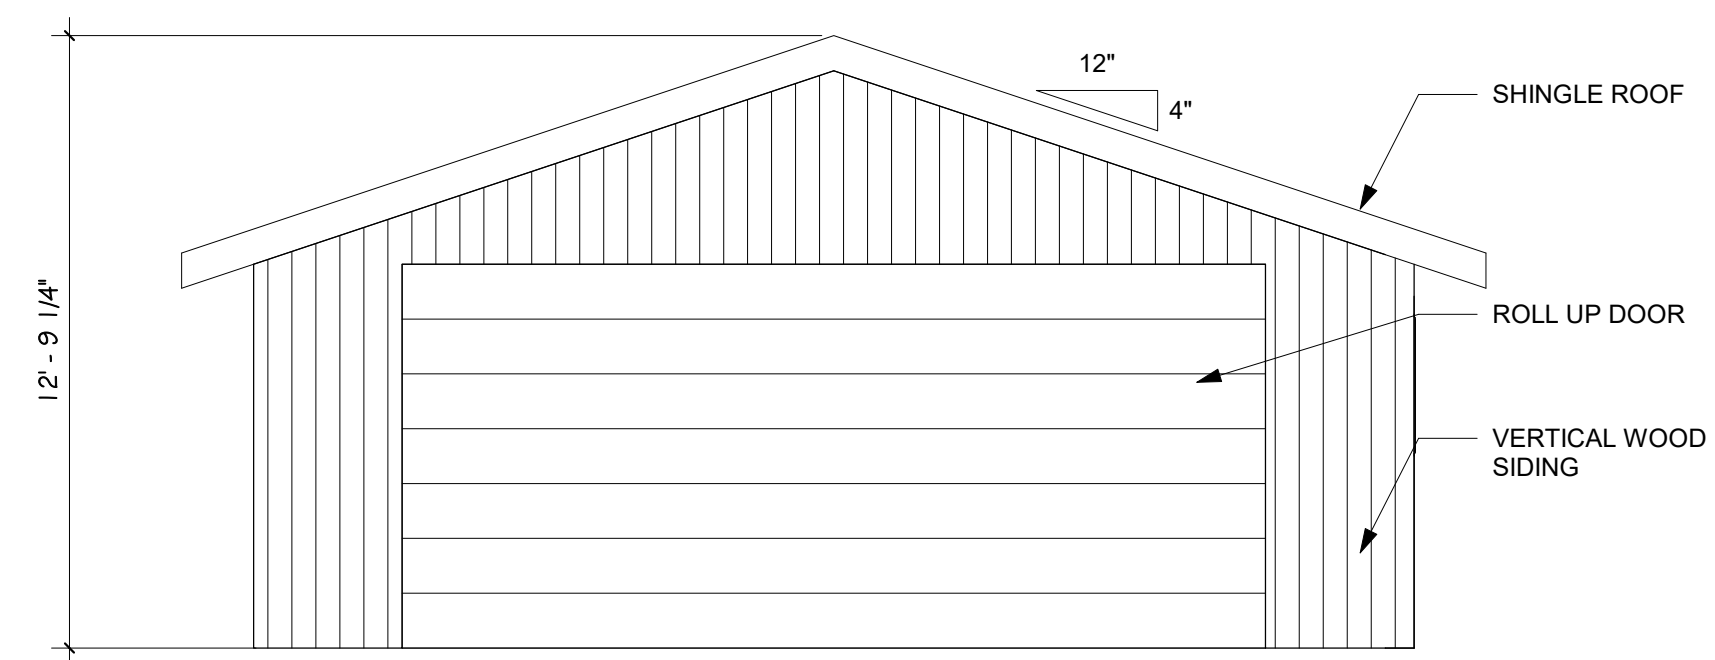 12"
4"
SHINGLE ROOF
12' - 9 1/4"
ROLL UP DOOR
VERTICAL WOOD
SIDING